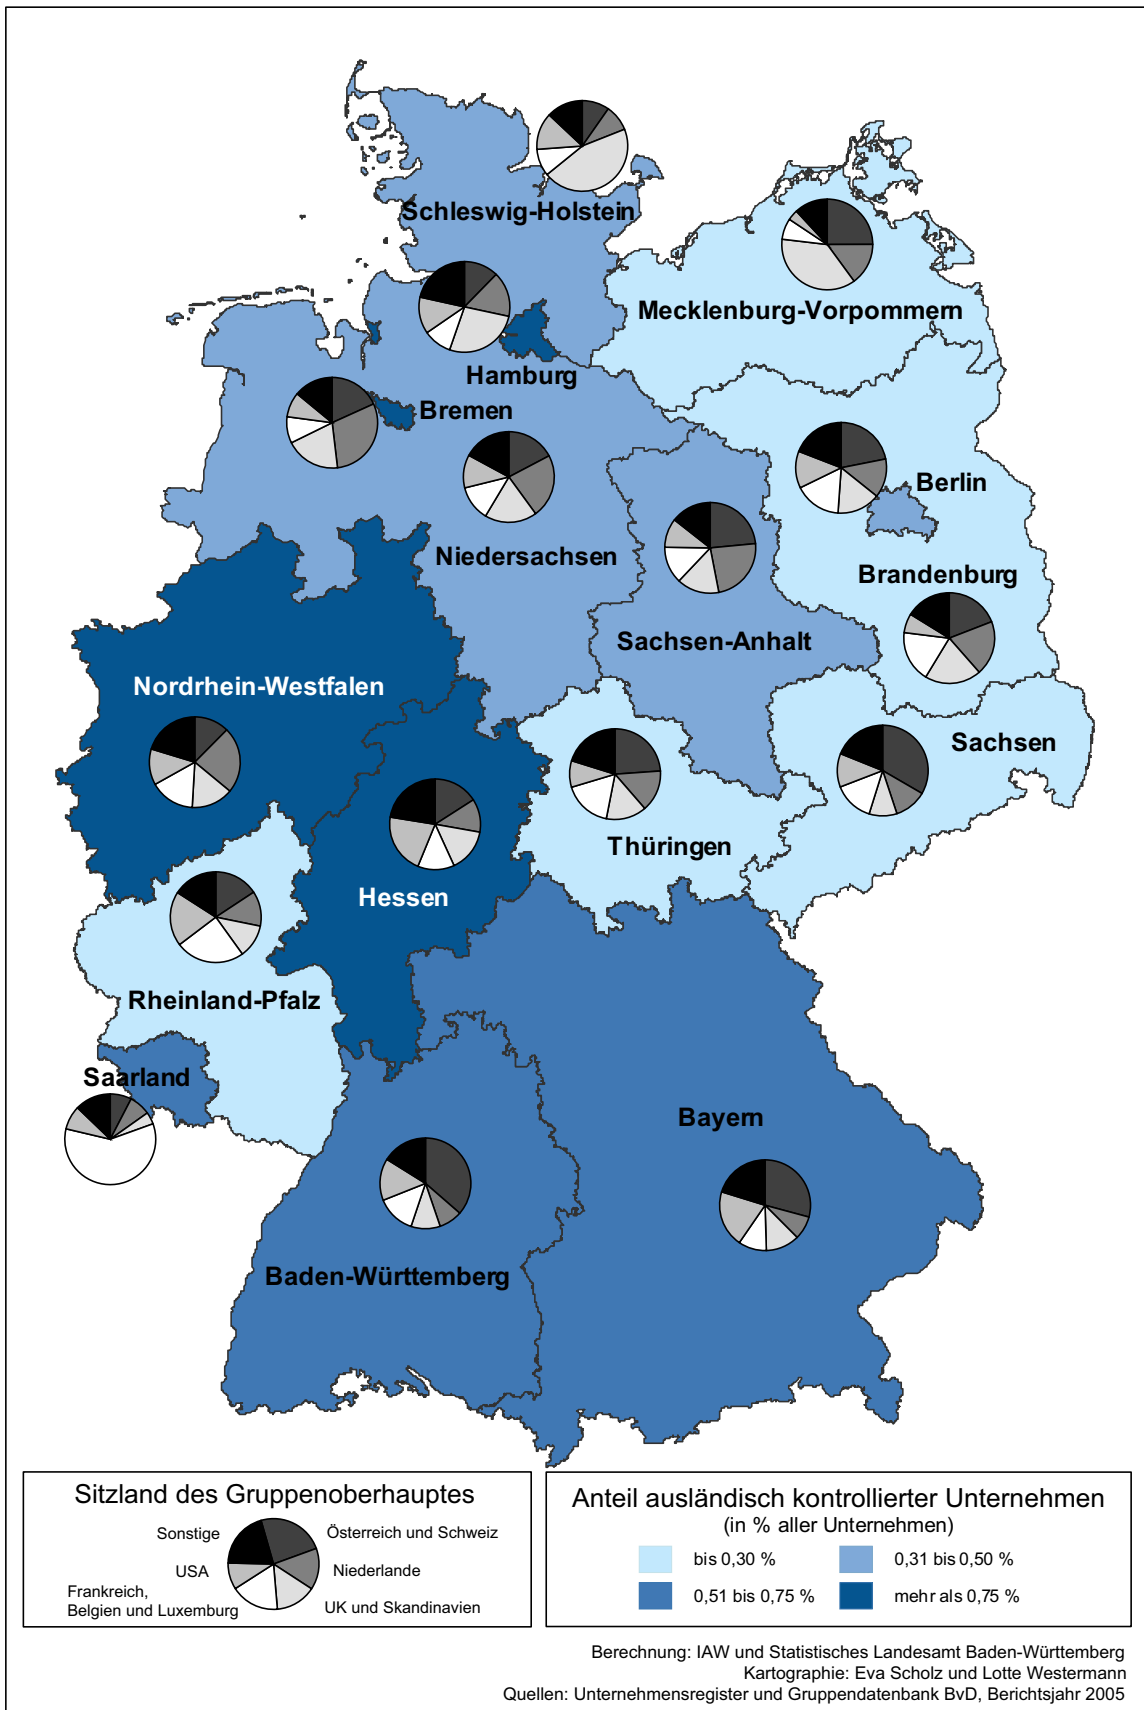 Schleswig-Holstein
Mecklenburg-Vorpommern
Hamburg
Bremen
Berlin
Niedersachsen
Brandenburg
Sachsen-Anhalt
Nordrhein-Westfalen
Sachsen
Thüringen
Hessen
Rheinland-Pfalz
Saarland
Bayern
Baden-Württemberg
Sitzland des Gruppenoberhauptes
Sonstige
Österreich und Schweiz
USA
Niederlande
Frankreich,
Belgien und Luxemburg
UK und Skandinavien
Anteil ausländisch kontrollierter Unternehmen
(in % aller Unternehmen)
bis 0,30 %
0,31 bis 0,50 %
0,51 bis 0,75 %
mehr als 0,75 %
Berechnung: IAW und Statistisches Landesamt Baden-Württemberg
Kartographie: Eva Scholz und Lotte Westermann
Quellen: Unternehmensregister und Gruppendatenbank BvD, Berichtsjahr 2005